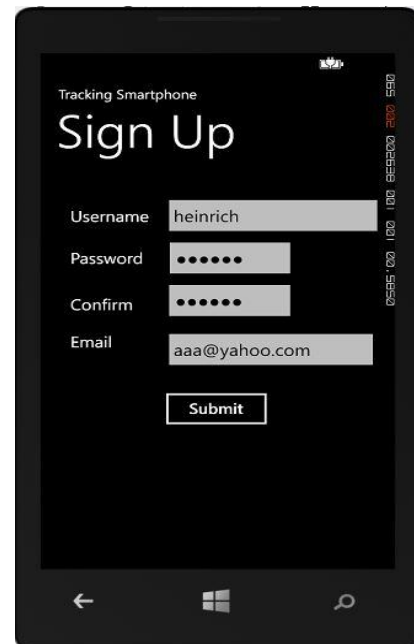 Tracking Smartphone
Sign Up
Username heinrich
Password ••••••
Confirm ••••••
Email aaa@yahoo.com
Submit